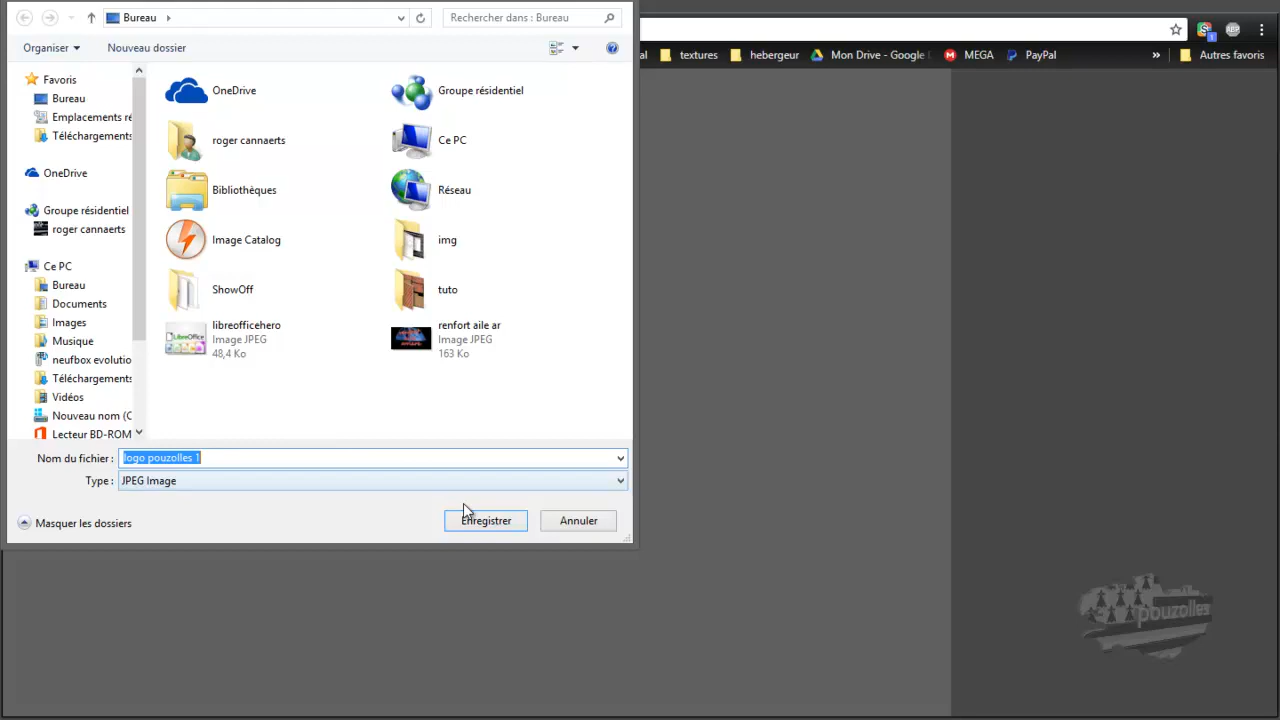 Bureau
Rechercher dans : Bureau
Organiser
Nouveau dossier
textures
hebergeur
Mon Drive - Google
MEGA
PayPal
»
Autres favoris
Favoris
Bureau
Emplacements ré
Téléchargements
OneDrive
Groupe résidentiel
roger cannaerts
Ce PC
Bureau
Documents
Images
Musique
neufbox evolutio
Téléchargements
Vidéos
Nouveau nom (C
Lecteur BD-ROM
OneDrive
Groupe résidentiel
roger cannaerts
Ce PC
Bibliothèques
Réseau
Image Catalog
img
ShowOff
tuto
libreofficehero
Image JPEG
48,4 Ko
renfort aile ar
Image JPEG
163 Ko
Nom du fichier :
logo pouzolles 1
Type :
JPEG Image
Masquer les dossiers
Enregistrer
Annuler
pouzolles